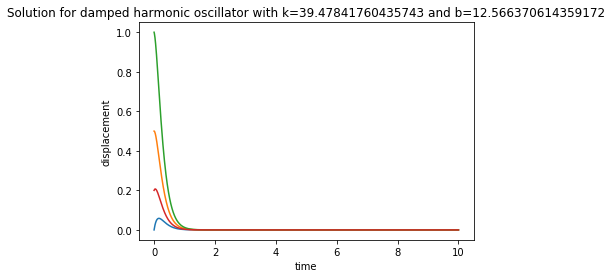 Solution for damped harmonic oscillator with k=39.47841760435743 and b=12.566370614359172
1.0
0.8
0.6
0.4
0.2
0.0
displacement
0 2 4 6 8 10
time